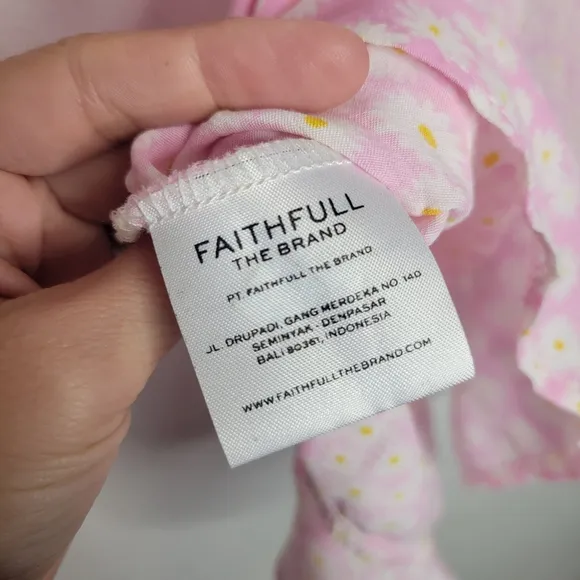 FAITHFULL
THE BRAND
PT. FAITHFULL THE BRAND
JL. DRUPADI, GANG MERDEKA NO. 14D
SEMINYAK - DENPASAR
BALI 80361, INDONESIA
WWW.FAITHFULLTHEBRAND.COM